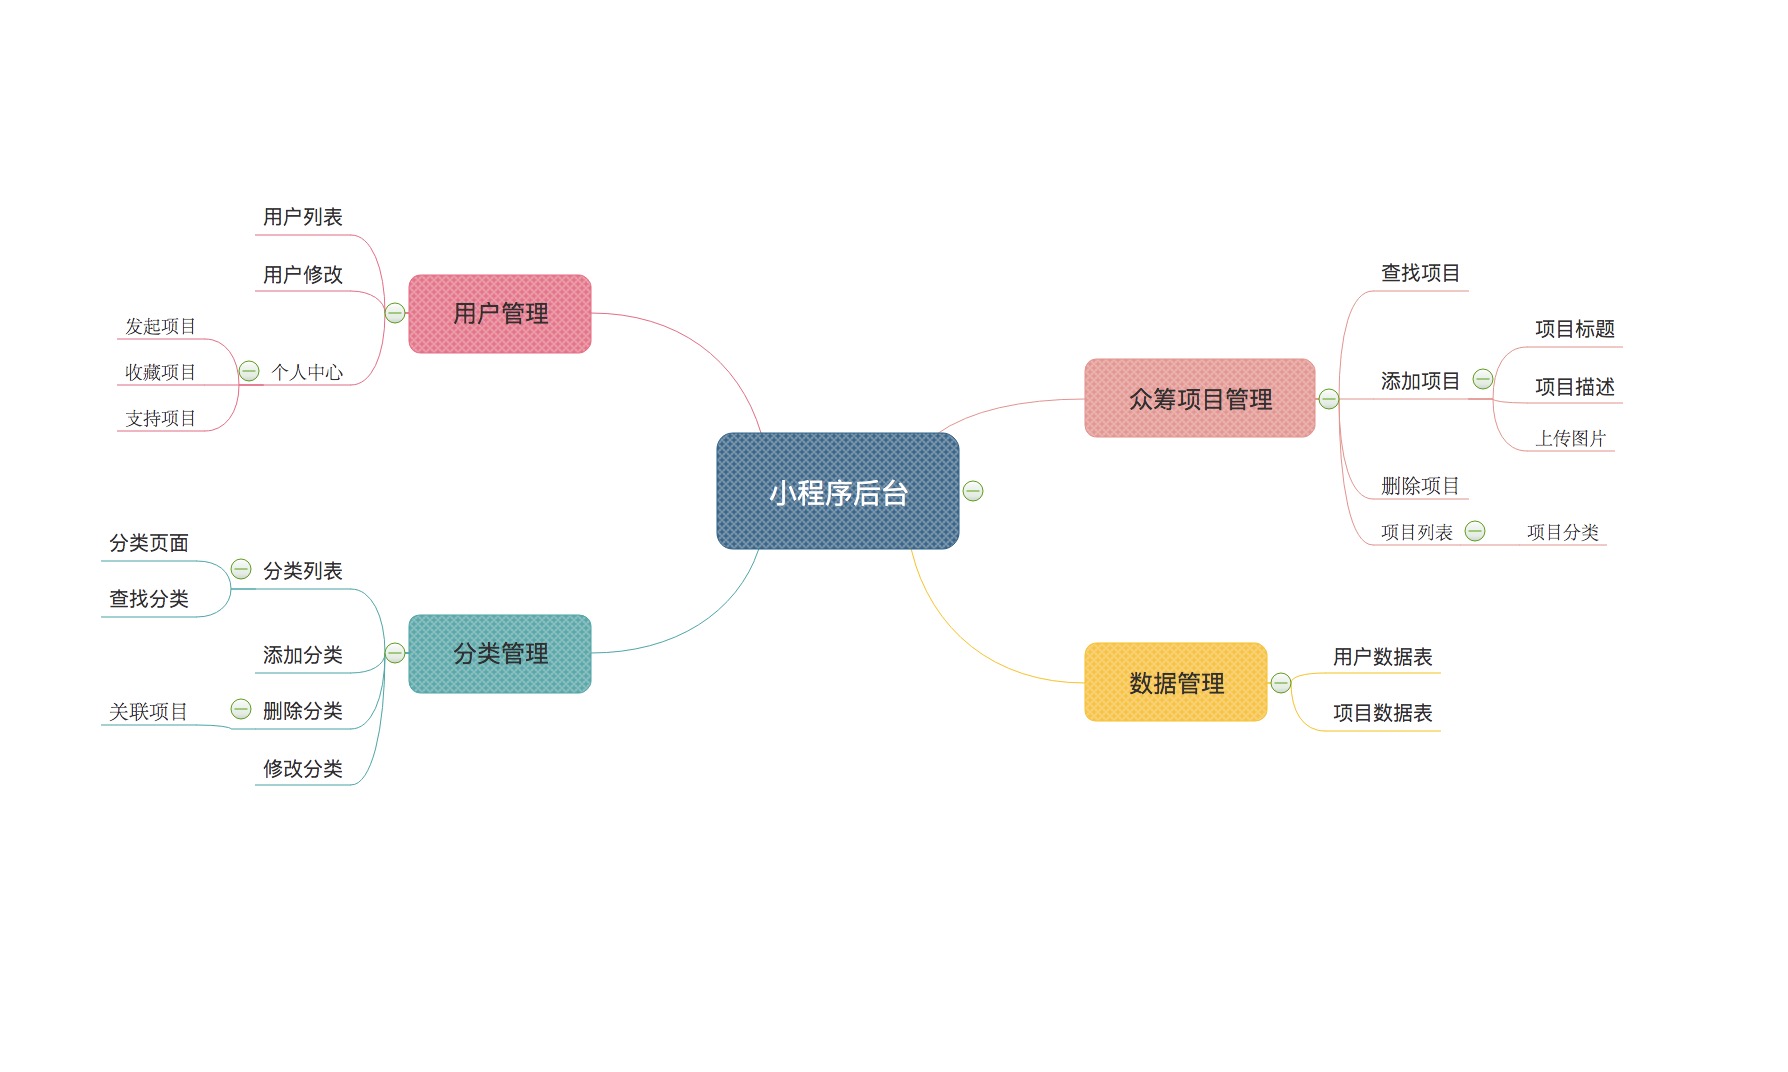 小程序后台
用户管理
用户列表
用户修改
个人中心
发起项目
收藏项目
支持项目
分类管理
分类列表
分类页面
查找分类
添加分类
删除分类
关联项目
修改分类
众筹项目管理
查找项目
添加项目
项目标题
项目描述
上传图片
删除项目
项目列表
项目分类
数据管理
用户数据表
项目数据表